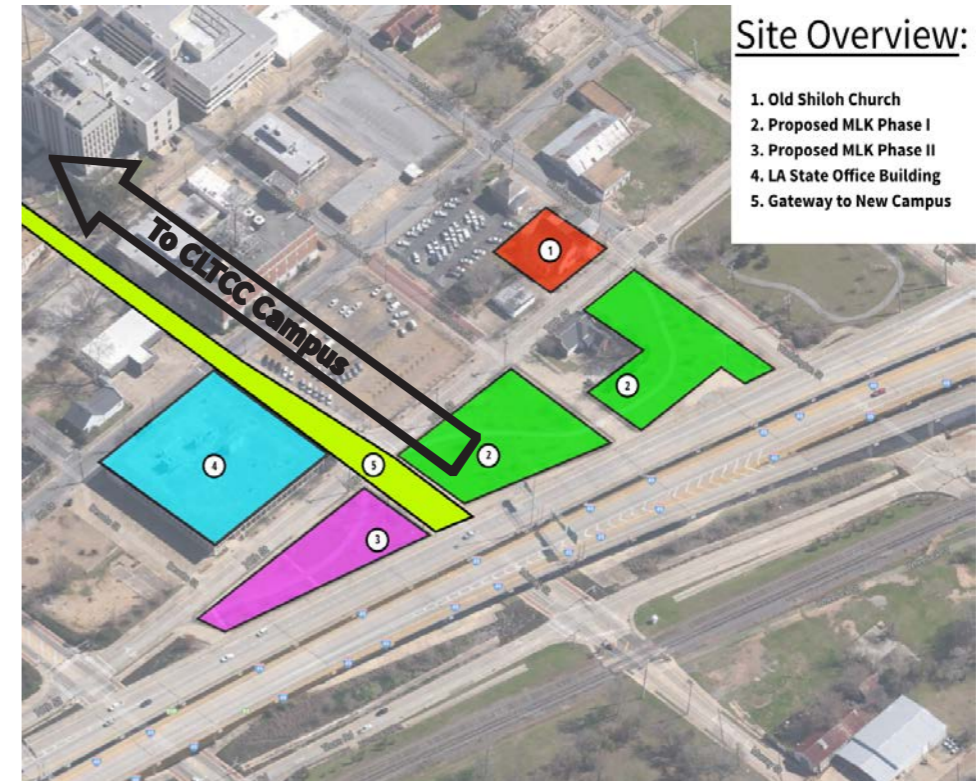 Site Overview:
1. Old Shiloh Church
2. Proposed MLK Phase I
3. Proposed MLK Phase II
4. LA State Office Building
5. Gateway to New Campus
To CLTCC Campus
1
2
2
3
4
5